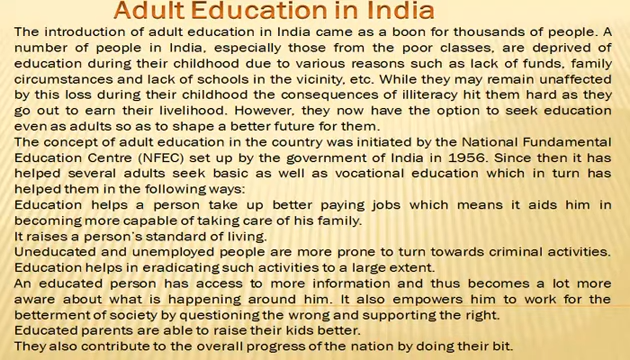 Adult Education in India
The introduction of adult education in India came as a boon for thousands of people. A
number of people in India, especially those from the poor classes, are deprived of
education during their childhood due to various reasons such as lack of funds, family
circumstances and lack of schools in the vicinity, etc. While they may remain unaffected
by this loss during their childhood the consequences of illiteracy hit them hard as they
go out to earn their livelihood. However, they now have the option to seek education
even as adults so as to shape a better future for them.
The concept of adult education in the country was initiated by the National Fundamental
Education Centre (NFEC) set up by the government of India in 1956. Since then it has
helped several adults seek basic as well as vocational education which in turn has
helped them in the following ways:
Education helps a person take up better paying jobs which means it aids him in
becoming more capable of taking care of his family.
It raises a person's standard of living.
Uneducated and unemployed people are more prone to turn towards criminal activities.
Education helps in eradicating such activities to a large extent.
An educated person has access to more information and thus becomes a lot more
aware about what is happening around him. It also empowers him to work for the
betterment of society by questioning the wrong and supporting the right.
Educated parents are able to raise their kids better.
They also contribute to the overall progress of the nation by doing their bit.